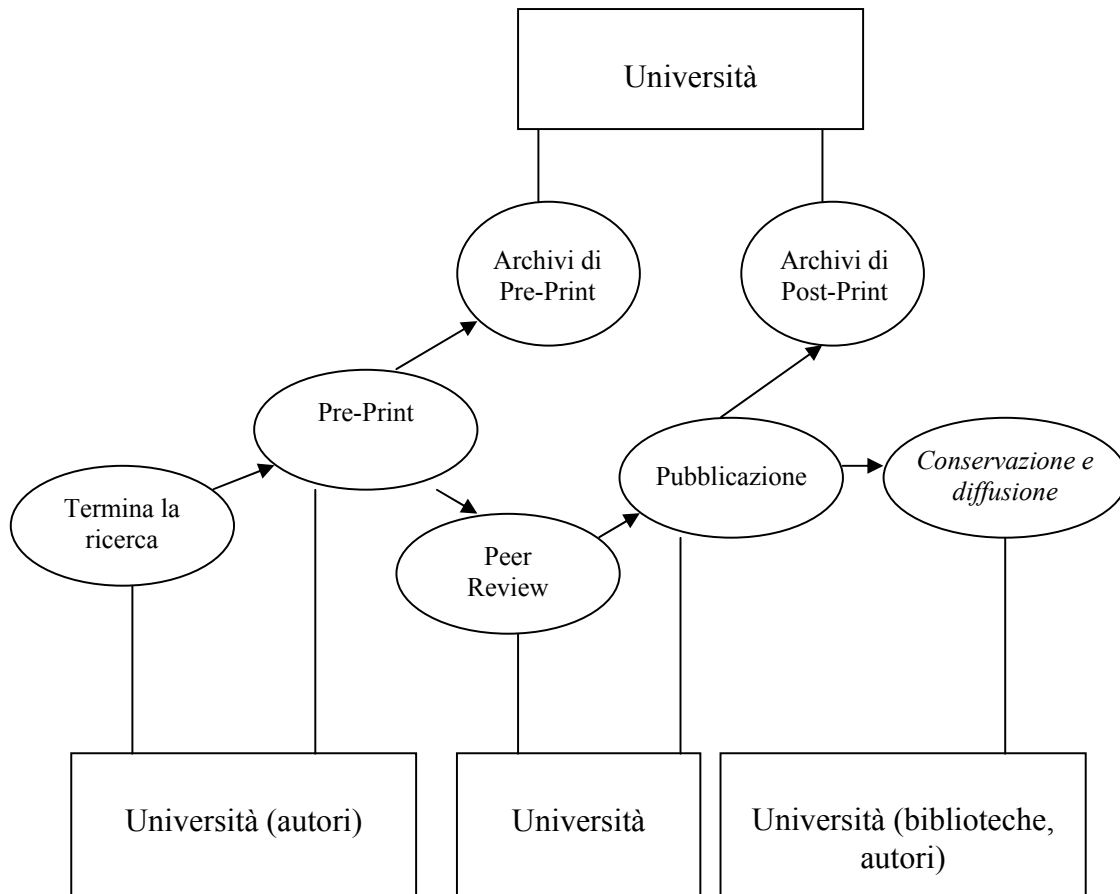 Università
Archivi di
Pre-Print
Archivi di
Post-Print
Pre-Print
Pubblicazione
Conservazione e
diffusione
Termina la
ricerca
Peer
Review
Università (autori)
Università
Università (biblioteche,
autori)